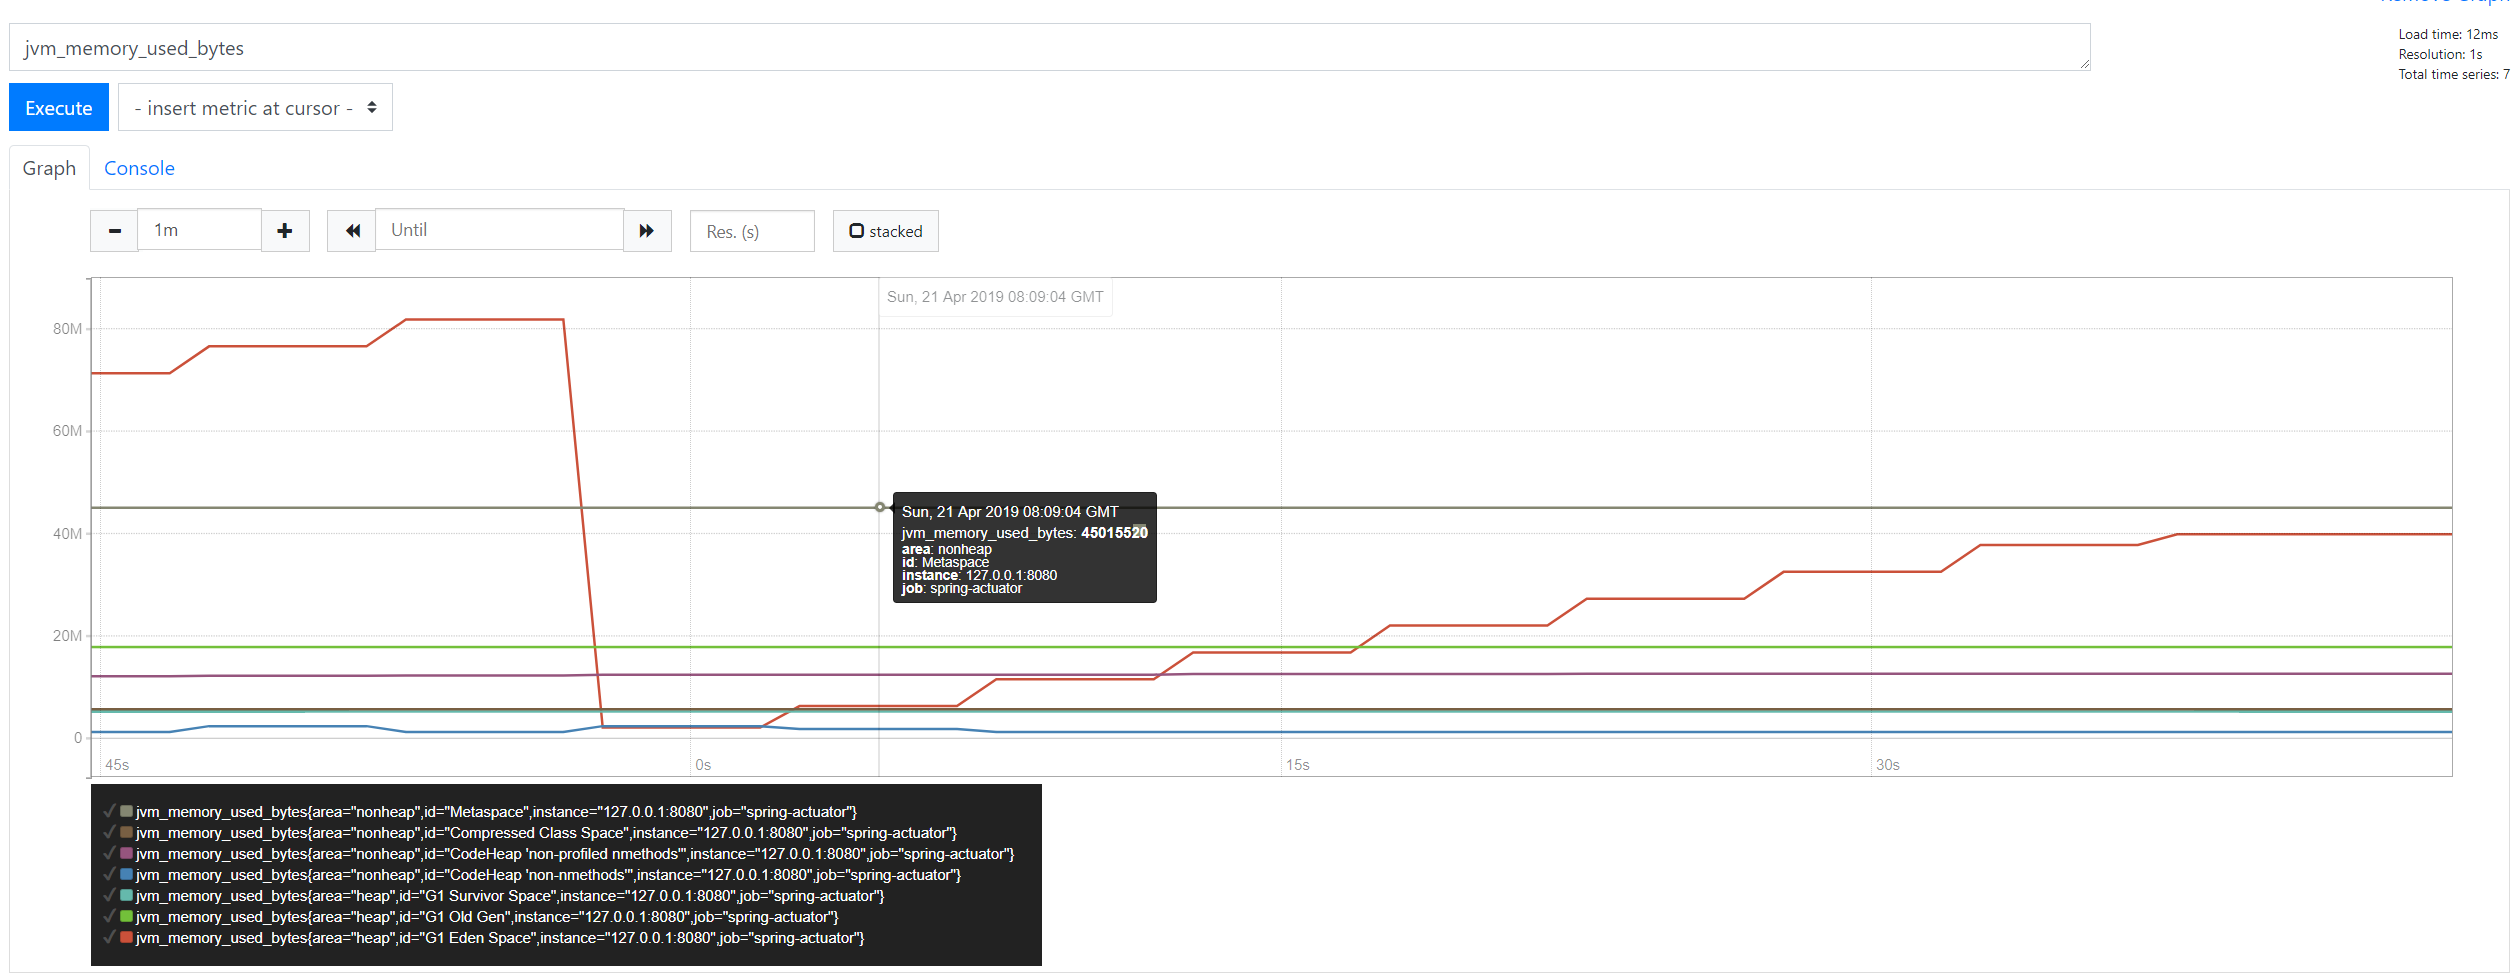 Remove Graph
jvm_memory_used_bytes
Load time: 12ms
Resolution: 1s
Total time series: 7
Execute
- insert metric at cursor -
Graph
Console
1m
Until
Res. (s)
stacked
Sun, 21 Apr 2019 08:09:04 GMT
80M
60M
40M
20M
0
Sun, 21 Apr 2019 08:09:04 GMT
jvm_memory_used_bytes: 45015520
area: nonheap
id: Metaspace
instance: 127.0.0.1:8080
job: spring-actuator
45s
0s
15s
30s
jvm_memory_used_bytes{area="nonheap",id="Metaspace",instance="127.0.0.1:8080",job="spring-actuator"}
jvm_memory_used_bytes{area="nonheap",id="Compressed Class Space",instance="127.0.0.1:8080",job="spring-actuator"}
jvm_memory_used_bytes{area="nonheap",id="CodeHeap 'non-profiled nmethods'",instance="127.0.0.1:8080",job="spring-actuator"}
jvm_memory_used_bytes{area="nonheap",id="CodeHeap 'non-nmethods'",instance="127.0.0.1:8080",job="spring-actuator"}
jvm_memory_used_bytes{area="heap",id="G1 Survivor Space",instance="127.0.0.1:8080",job="spring-actuator"}
jvm_memory_used_bytes{area="heap",id="G1 Old Gen",instance="127.0.0.1:8080",job="spring-actuator"}
jvm_memory_used_bytes{area="heap",id="G1 Eden Space",instance="127.0.0.1:8080",job="spring-actuator"}